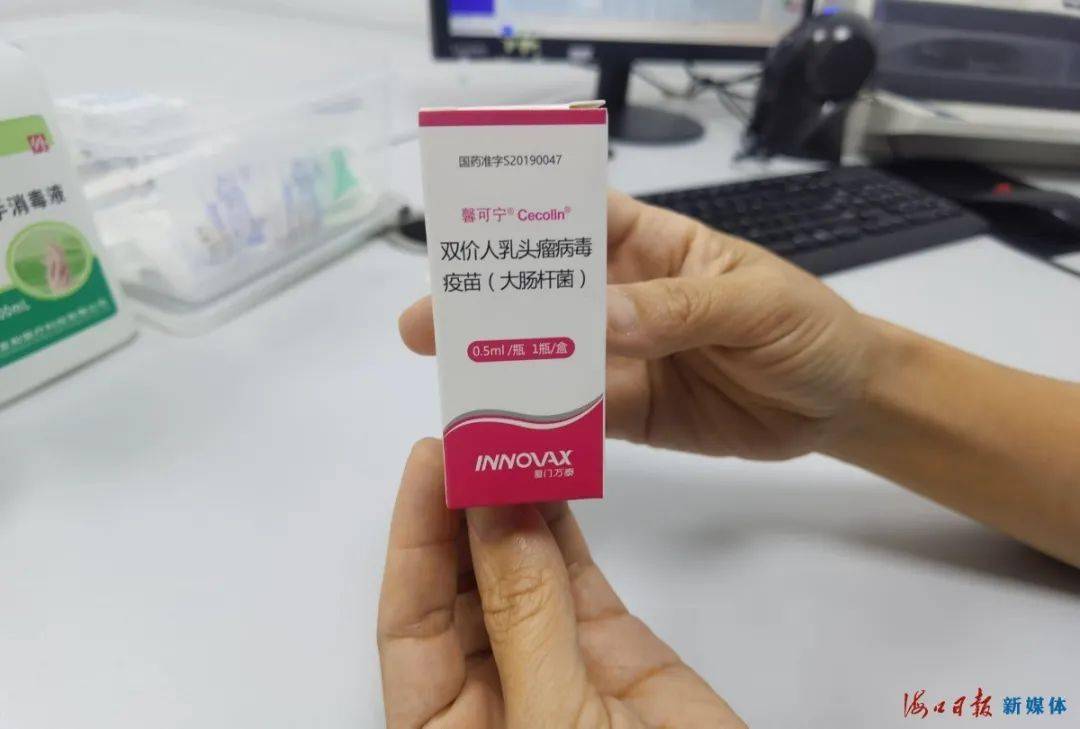 国药准字S20190047
馨可宁® Cecolin®
双价人乳头瘤病毒
疫苗（大肠杆菌）
0.5ml/瓶 1瓶/盒
INNOVAX
厦门万泰
消毒液
海口日报 新媒体